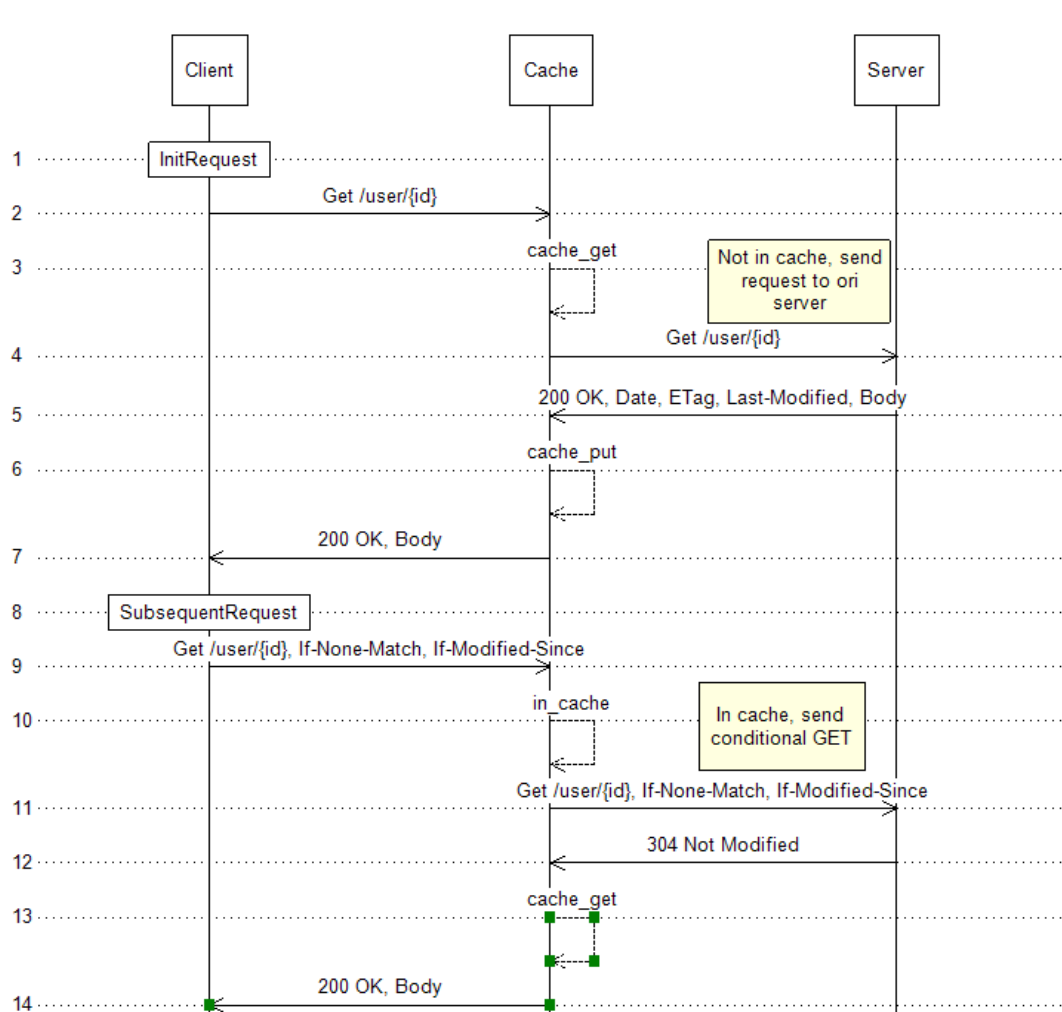 Client
Cache
Server
1
InitRequest
2
Get /user/{id}
3
cache_get
Not in cache, send
request to ori
server
4
Get /user/{id}
5
200 OK, Date, ETag, Last-Modified, Body
6
cache_put
7
200 OK, Body
8
SubsequentRequest
9
Get /user/{id}, If-None-Match, If-Modified-Since
10
in_cache
In cache, send
conditional GET
11
Get /user/{id}, If-None-Match, If-Modified-Since
12
304 Not Modified
13
cache_get
14
200 OK, Body